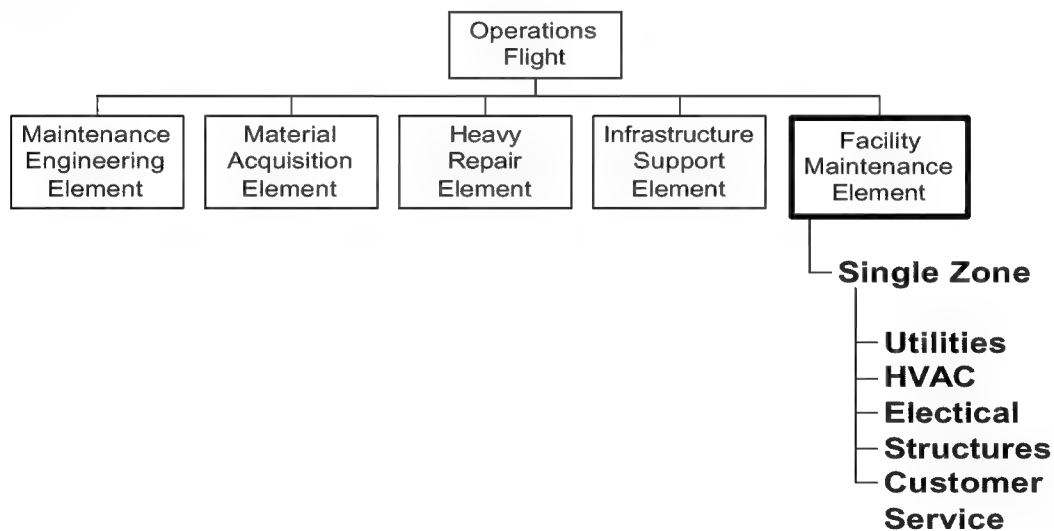 Operations
Flight
Maintenance
Engineering
Element
Material
Acquisition
Element
Heavy
Repair
Element
Infrastructure
Support
Element
Facility
Maintenance
Element
Single Zone
Utilities
HVAC
Electical
Structures
Customer
Service